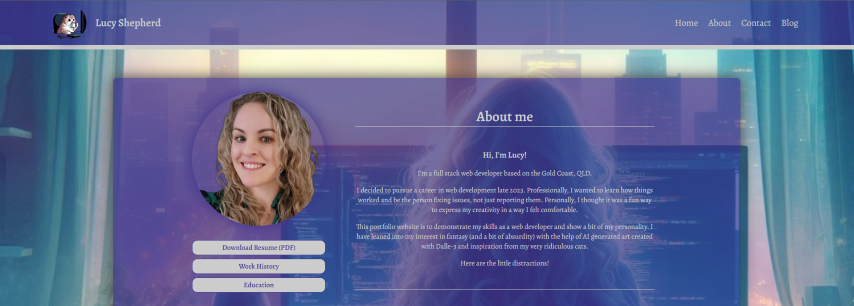 Lucy Shepherd
Home About Contact Blog
About me
Hi, I'm Lucy!
I'm a full stack web developer based on the Gold Coast, QLD.
I decided to pursue a career in web development late 2023. Professionally, I wanted to learn how things
worked and be the person fixing issues, not just reporting them. Personally, I thought it was a fun way
to express my creativity in a way I felt comfortable.
This portfolio website is to demonstrate my skills as a web developer and show a bit of my personality. I
have leaned into my interest in fantasy (and a bit of absurdity) with the help of AI generated art created
with Dalle-3 and inspiration from my very ridiculous cats.
Here are the little distractions!
Download Resume (PDF)
Work History
Education